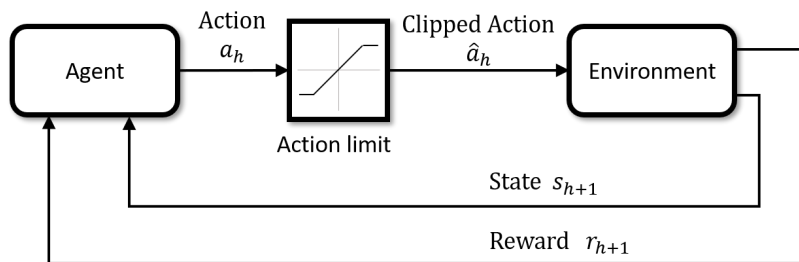 Action
a_h
Clipped Action
â_h
Agent
Environment
Action limit
State s_{h+1}
Reward r_{h+1}